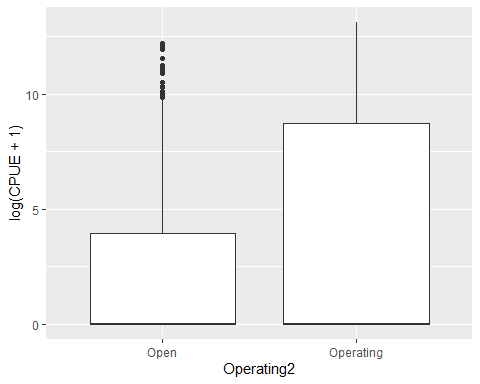 log(CPUE + 1)
10
5
0
Open
Operating
Operating2